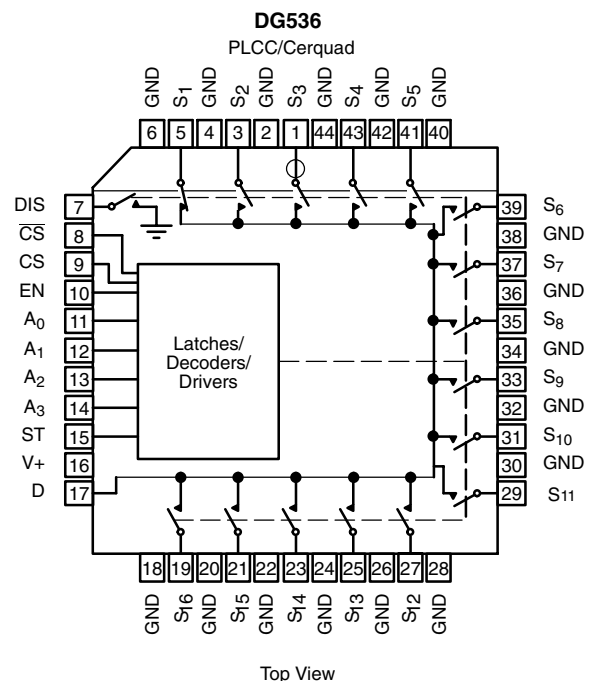 DG536
PLCC/Cerquad
GND S1 GND S2 GND S3 GND S4 GND S5 GND
6 5 4 3 2 1 44 43 42 41 40
DIS 7
CS 8
CS 9
EN 10
A0 11
A1 12
A2 13
A3 14
ST 15
V+ 16
D 17
Latches/
Decoders/
Drivers
39 S6
38 GND
37 S7
36 GND
35 S8
34 GND
33 S9
32 GND
31 S10
30 GND
29 S11
18 19 20 21 22 23 24 25 26 27 28
GND S16 GND S15 GND S14 GND S13 GND S12 GND
Top View